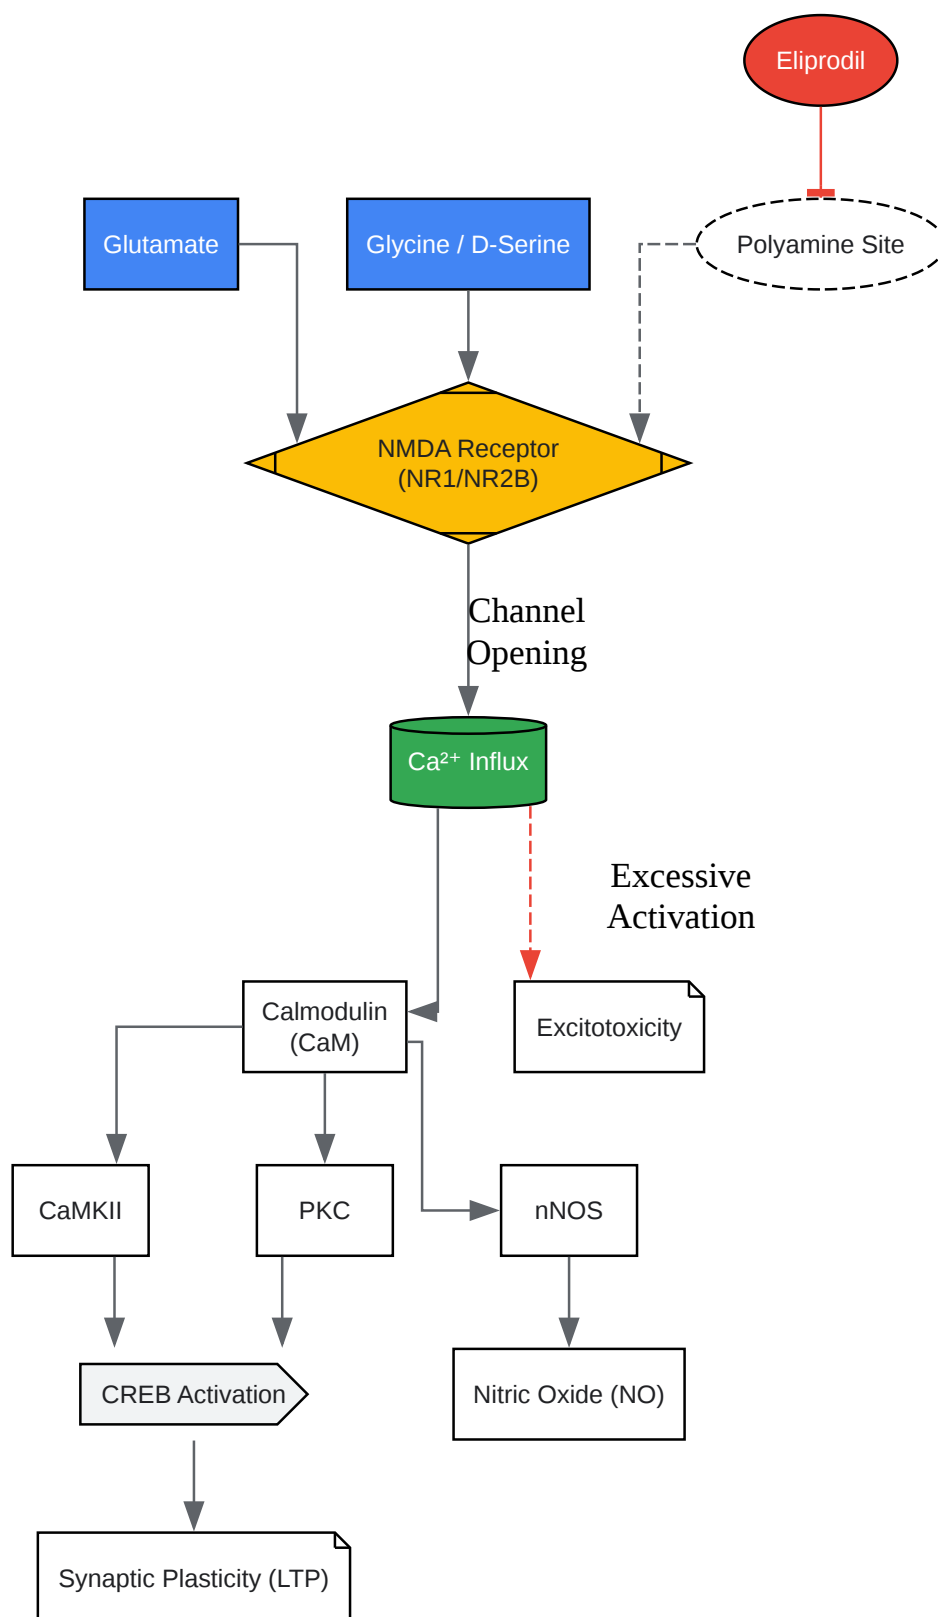 Eliprodil
Glutamate
Glycine / D-Serine
Polyamine Site
NMDA Receptor
(NR1/NR2B)
Channel
Opening
Ca²⁺ Influx
Excessive
Activation
Calmodulin
(CaM)
Excitotoxicity
CaMKII
PKC
nNOS
CREB Activation
Nitric Oxide (NO)
Synaptic Plasticity (LTP)